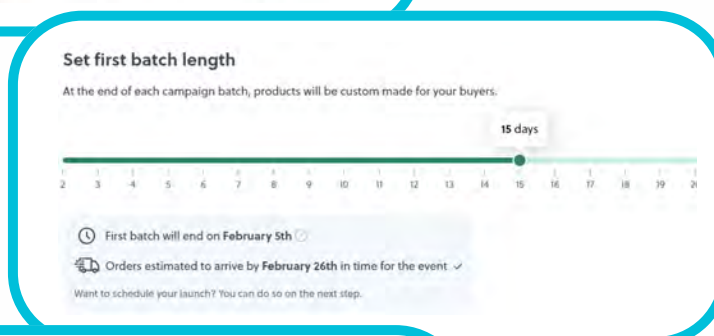 Set first batch length
At the end of each campaign batch, products will be custom made for your buyers.
15 days
2 3 4 5 6 7 8 9 10 11 12 13 14 15 16 17 18 19
First batch will end on February 5th
Orders estimated to arrive by February 26th in time for the event
Want to schedule your launch? You can do so on the next step.